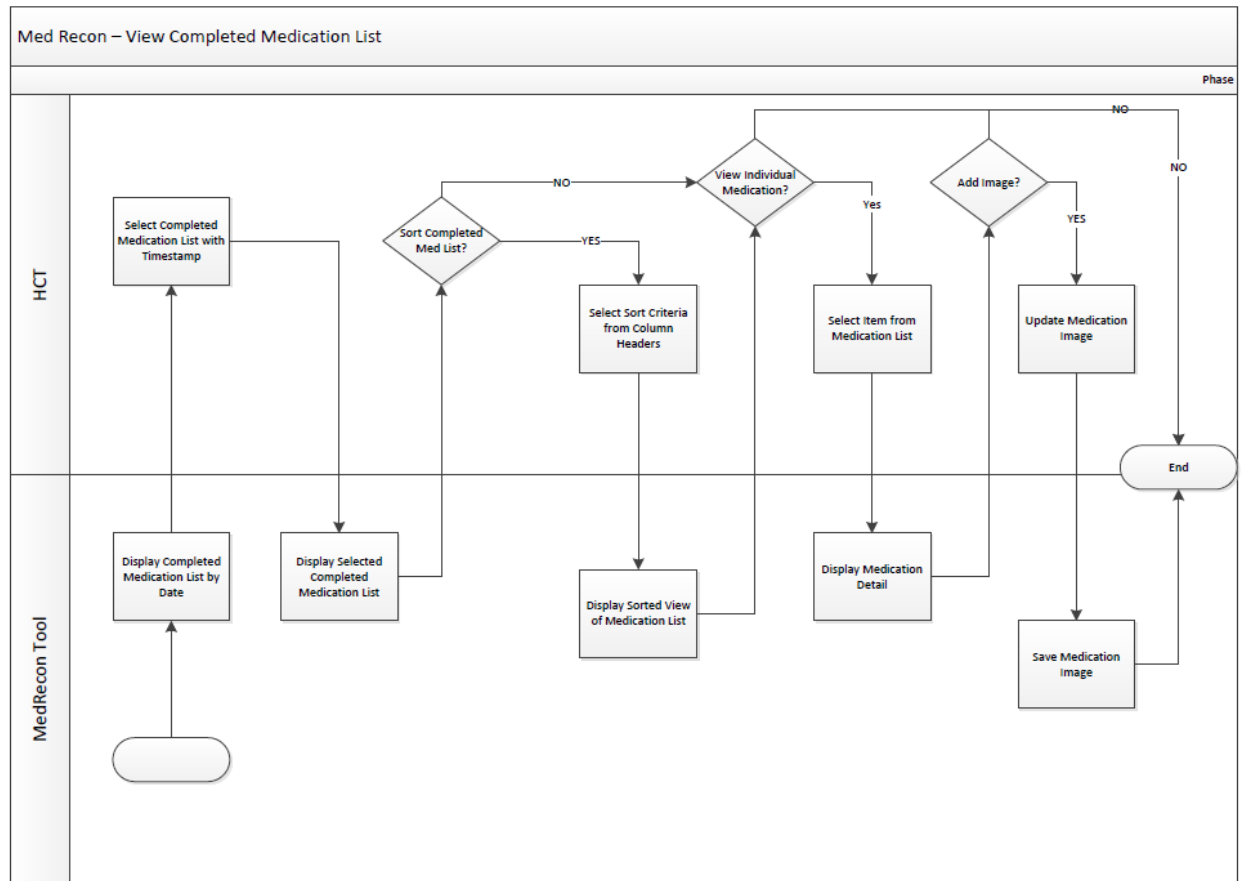 Med Recon – View Completed Medication List
Phase
HCT
MedRecon Tool
Select Completed
Medication List with
Timestamp
Sort Completed
Med List?
NO
YES
Select Sort Criteria
from Column
Headers
View Individual
Medication?
Yes
Select Item from
Medication List
Add Image?
YES
Update Medication
Image
NO
NO
End
Display Completed
Medication List by
Date
Display Selected
Completed
Medication List
Display Sorted View
of Medication List
Display Medication
Detail
Save Medication
Image